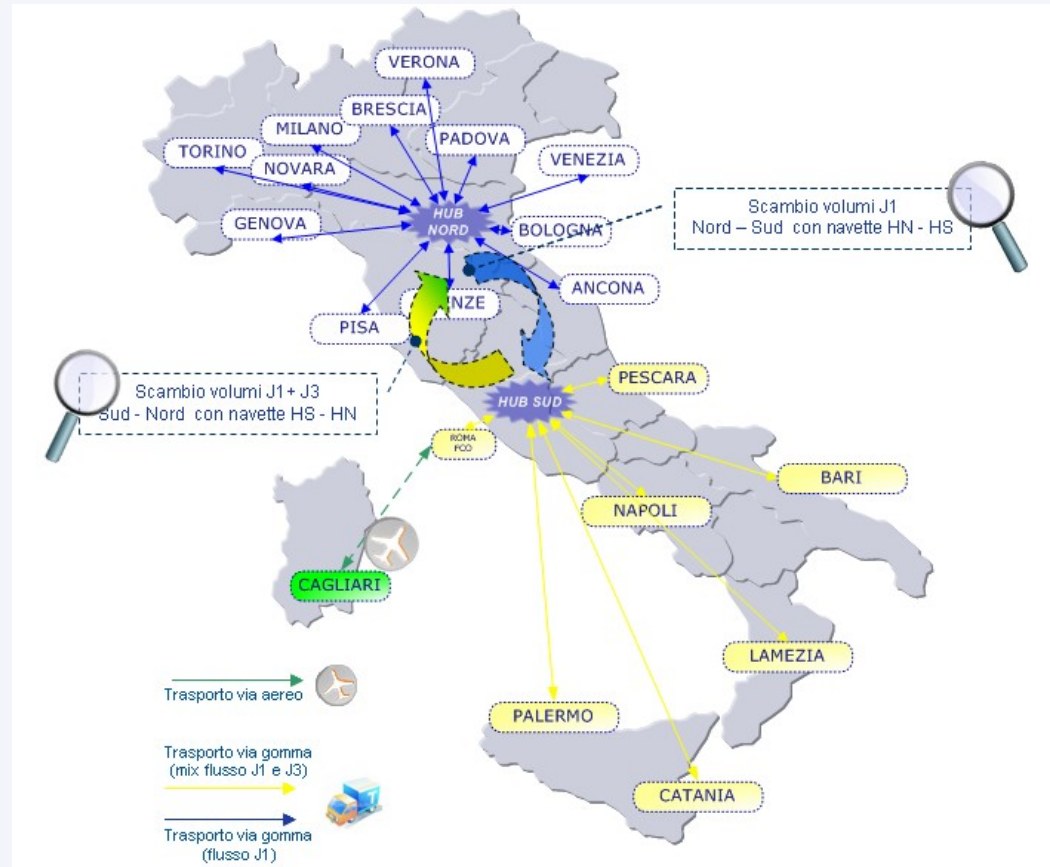 VERONA
BRESCIA
MILANO
PADOVA
TORINO
VENEZIA
NOVARA
HUB
NORD
GENOVA
BOLOGNA
Scambio volumi J1
Nord – Sud con navette HN - HS
ANCONA
NZE
PISA
PESCARA
Scambio volumi J1 + J3
Sud - Nord con navette HS - HN
HUB SUD
ROMA
FCO
BARI
NAPOLI
CAGLIARI
LAMEZIA
Trasporto via aereo
PALERMO
Trasporto via gomma
(mix flusso J1 e J3)
CATANIA
T
Trasporto via gomma
(flusso J1)